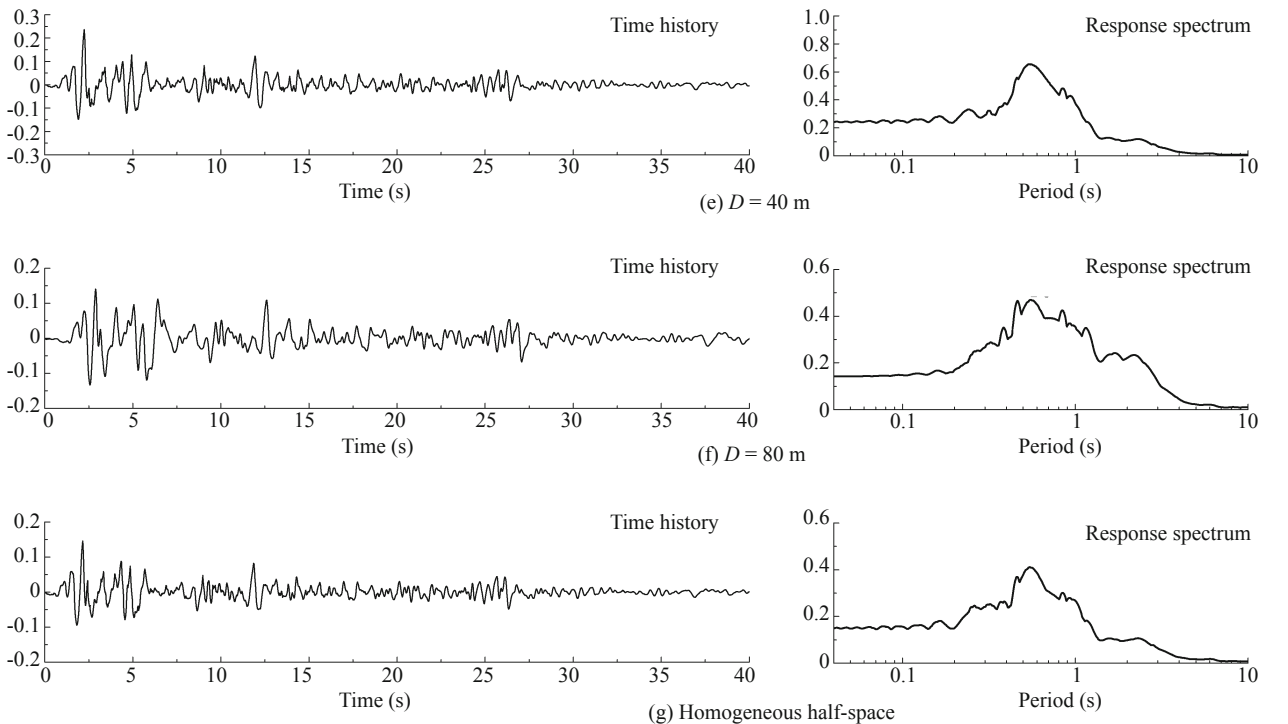 0.3
0.2
0.1
0
-0.1
-0.2
-0.3
Time history
0 5 10 15 20 25 30 35 40
Time (s)
1.0
0.8
0.6
0.4
0.2
0
Response spectrum
0.1 1 10
Period (s)
(e) D = 40 m
0.2
0.1
0
-0.1
-0.2
Time history
0 5 10 15 20 25 30 35 40
Time (s)
0.6
0.4
0.2
0
Response spectrum
0.1 1 10
Period (s)
(f) D = 80 m
0.2
0.1
0
-0.1
-0.2
Time history
0 5 10 15 20 25 30 35 40
Time (s)
0.6
0.4
0.2
0
Response spectrum
0.1 1 10
Period (s)
(g) Homogeneous half-space